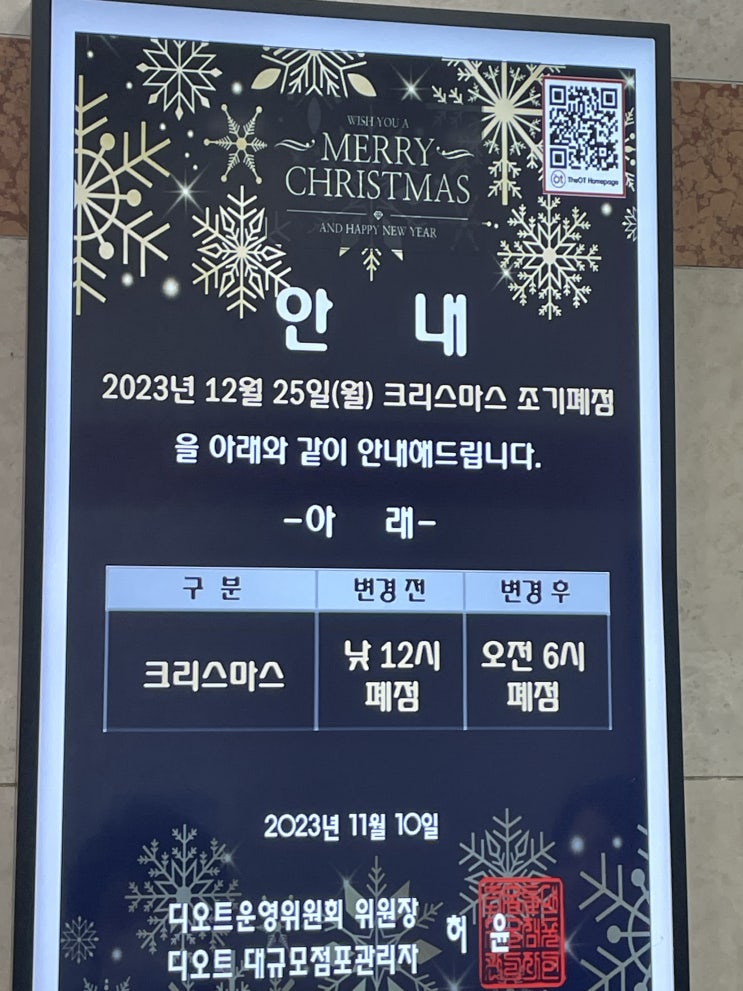 WISH YOU A
MERRY
CHRISTMAS
AND HAPPY NEW YEAR
TheOT Homepage
안 내
2023년 12월 25일(월) 크리스마스 조기폐점
을 아래와 같이 안내해드립니다.
-아 래-
구 분 변경 전 변경 후
크리스마스 낮 12시 폐점 오전 6시 폐점
2023년 11월 10일
디오트운영위원회 위원장
디오트 대규모점포관리자
허 윤